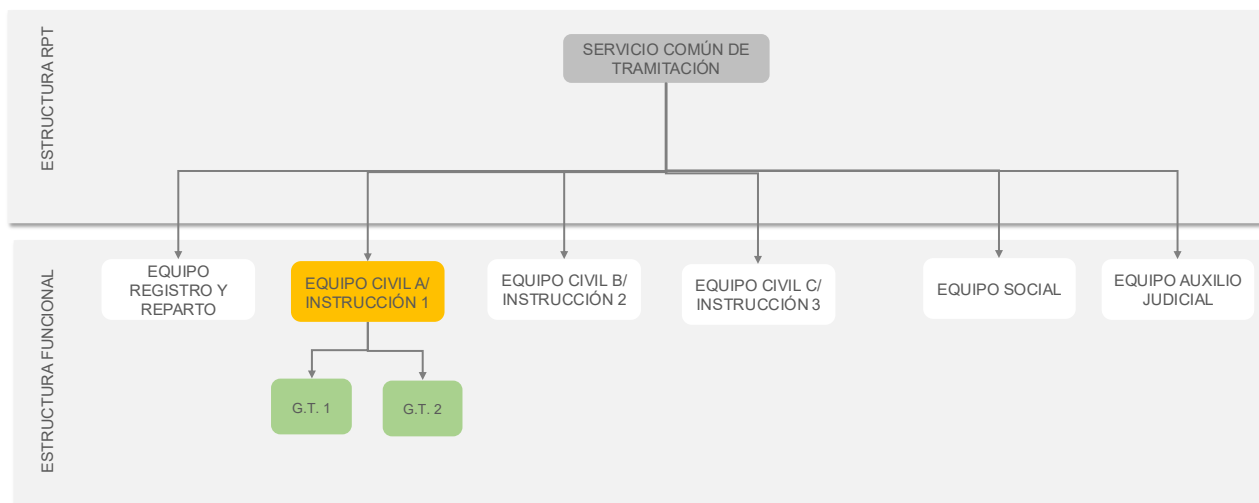 ESTRUCTURA RPT
SERVICIO COMÚN DE
TRAMITACIÓN
ESTRUCTURA FUNCIONAL
EQUIPO
REGISTRO Y
REPARTO
EQUIPO CIVIL A/
INSTRUCCIÓN 1
EQUIPO CIVIL B/
INSTRUCCIÓN 2
EQUIPO CIVIL C/
INSTRUCCIÓN 3
EQUIPO SOCIAL
EQUIPO AUXILIO
JUDICIAL
G.T. 1
G.T. 2